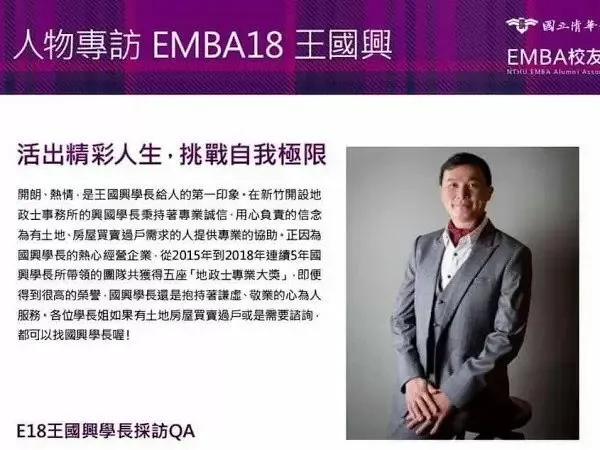 人物專訪 EMBA18 王國興
國立清華
EMBA校友
NTHU EMBA Alumni Asso
活出精彩人生，挑戰自我極限
開朗、熱情，是王國興學長給人的第一印象。在新竹開設地
政士事務所的興國學長秉持著專業誠信，用心負責的信念
為有土地、房屋買賣過戶需求的人提供專業的協助。正因為
國興學長的熱心經營企業，從2015年到2018年連續5年國
興學長所帶領的團隊共獲得五座「地政士專業大獎」，即便
得到很高的榮譽，國興學長還是抱持著謙虛、敬業的心為人
服務。各位學長姐如果有土地房屋買賣過戶或是需要諮詢，
都可以找國興學長喔！
E18王國興學長採訪QA